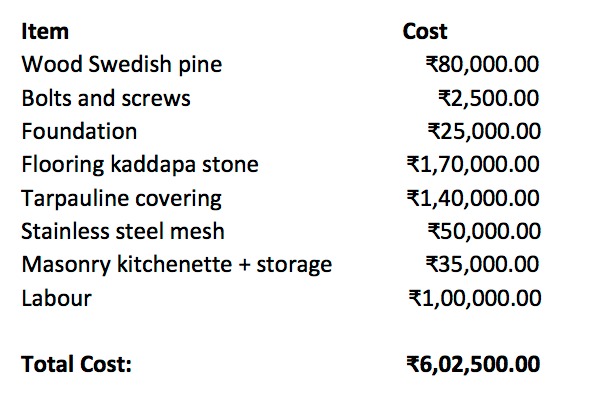 Item Cost
Wood Swedish pine ₹80,000.00
Bolts and screws ₹2,500.00
Foundation ₹25,000.00
Flooring kaddapa stone ₹1,70,000.00
Tarpauline covering ₹1,40,000.00
Stainless steel mesh ₹50,000.00
Masonry kitchenette + storage ₹35,000.00
Labour ₹1,00,000.00
Total Cost: ₹6,02,500.00